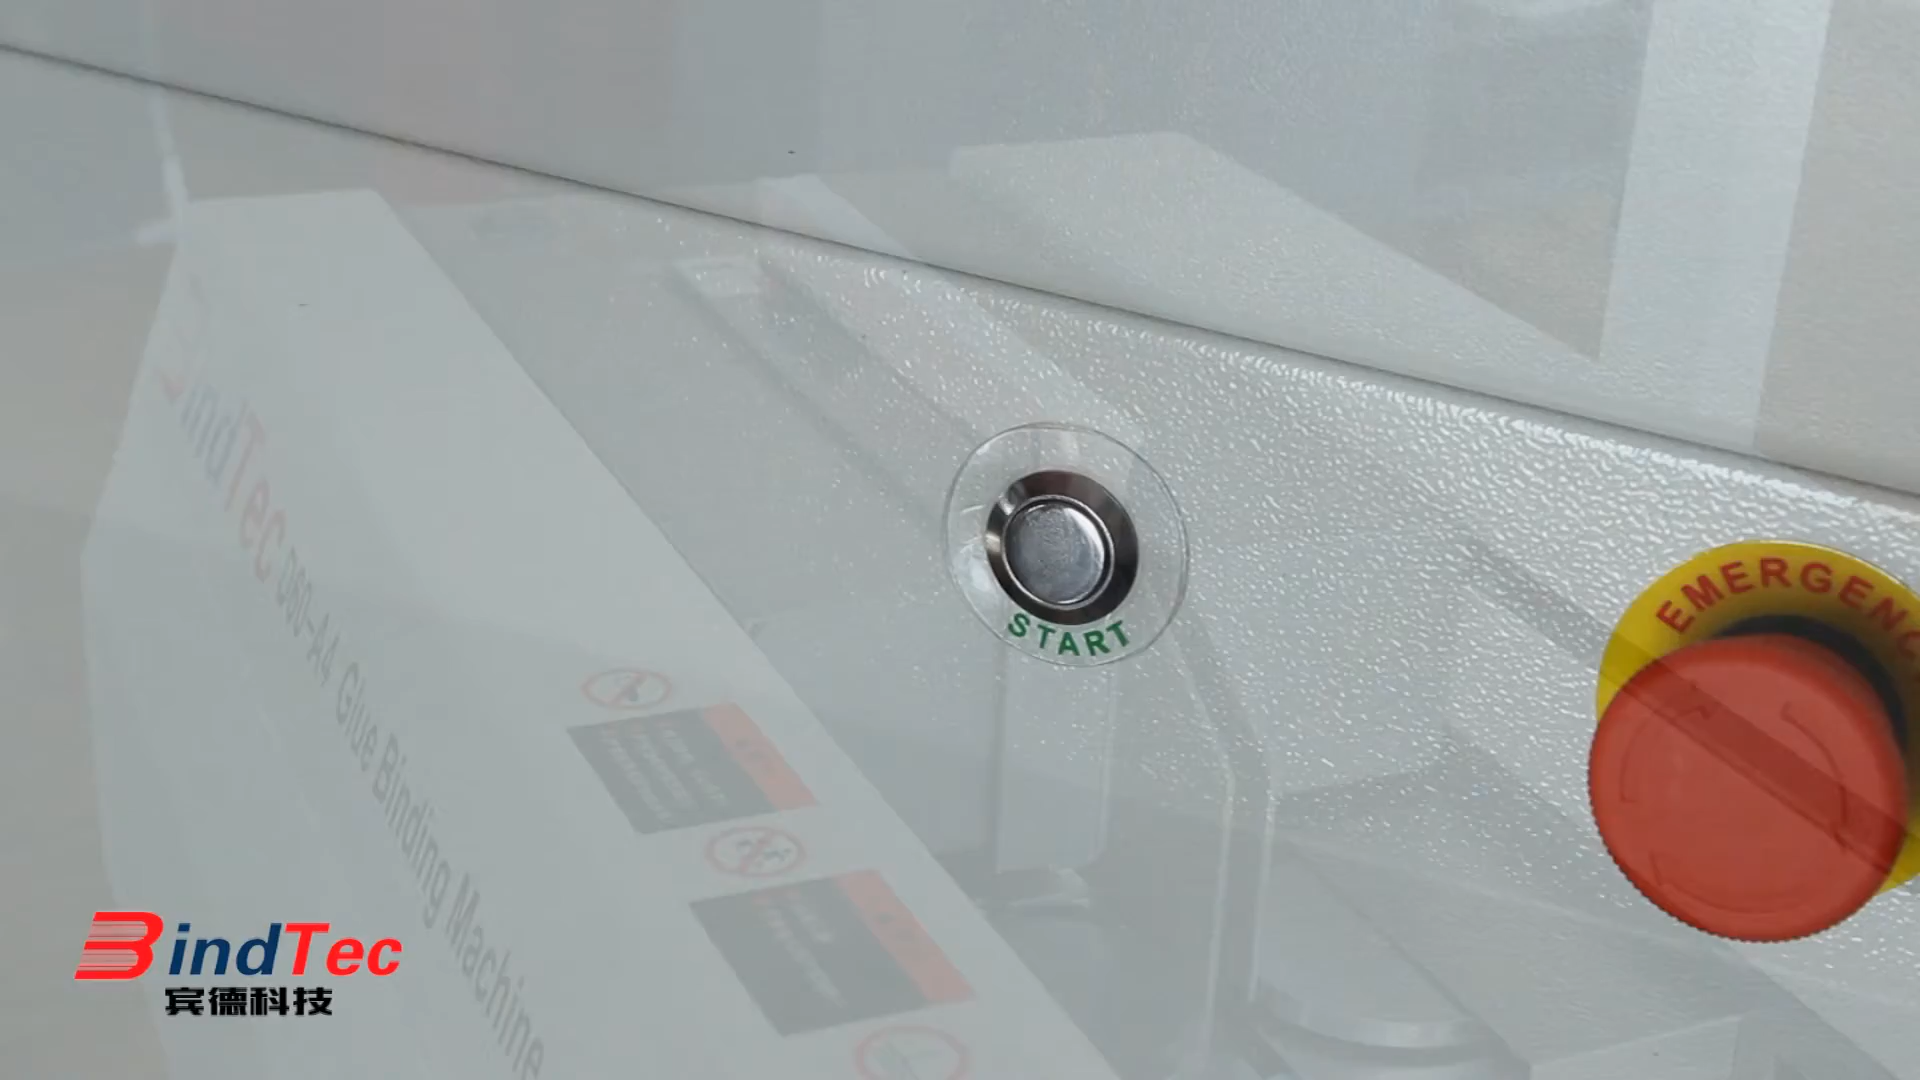 BindTec D60-A4 Glue Binding Machine
START
EMERGENC
BindTec
宾德科技